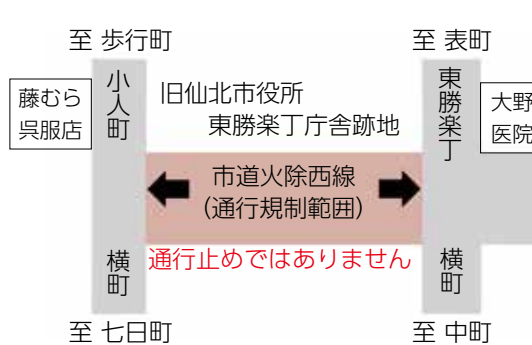 至 歩行町
至 表町
藤むら
呉服店
小人町
旧仙北市役所
東勝楽丁庁舎跡地
東勝楽丁
大野
医院
市道火除西線
(通行規制範囲)
通行止めではありません
横町
横町
至 七日町
至 中町